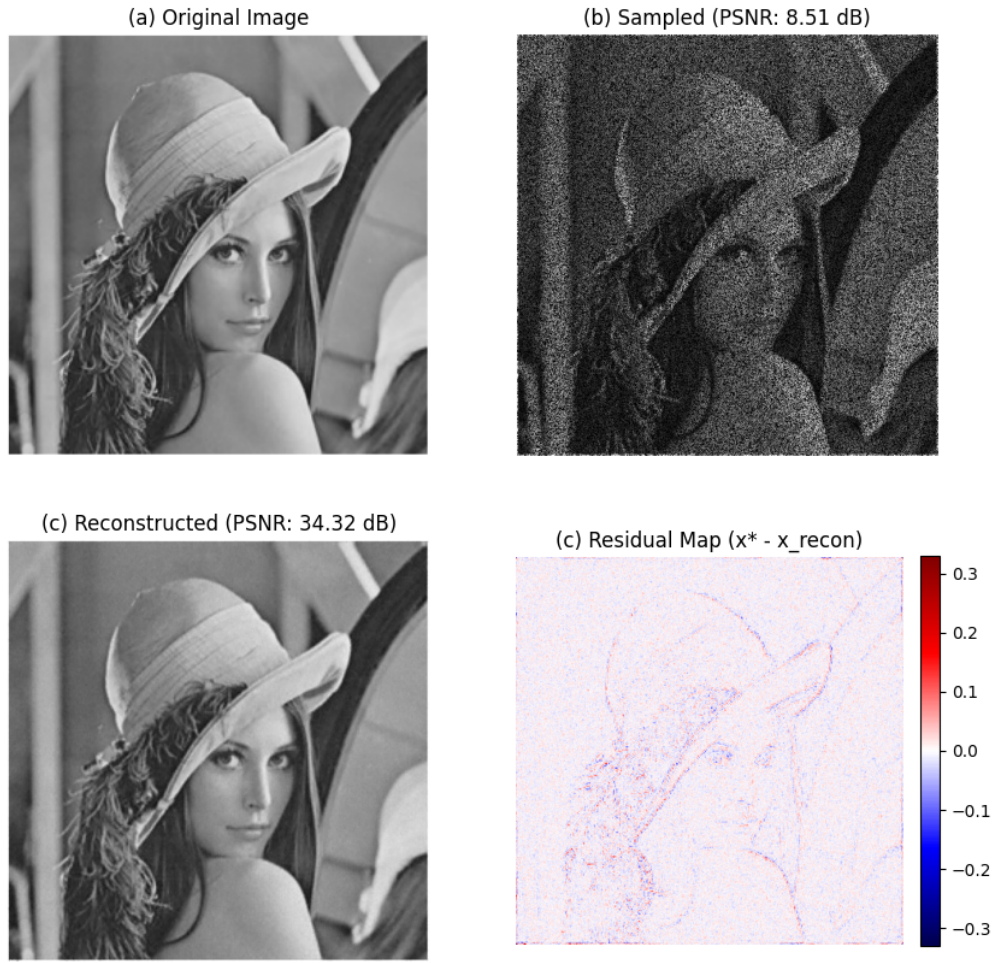 (a) Original Image
(b) Sampled (PSNR: 8.51 dB)
(c) Reconstructed (PSNR: 34.32 dB)
(c) Residual Map (x* - x_recon)
0.3
0.2
0.1
0.0
−0.1
−0.2
−0.3